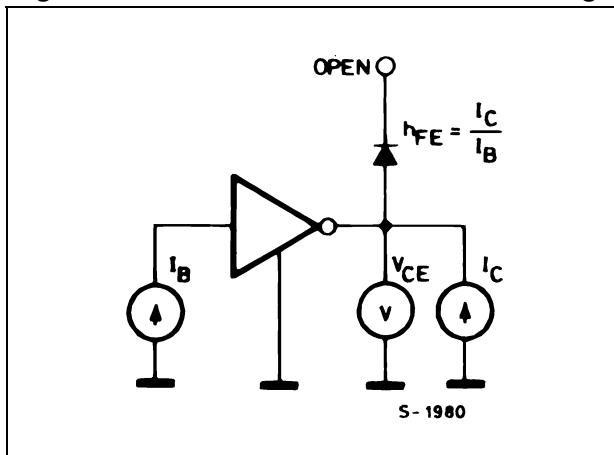 OPEN
hFE = IC
IB
IB
VCE
IC
V
S-1980